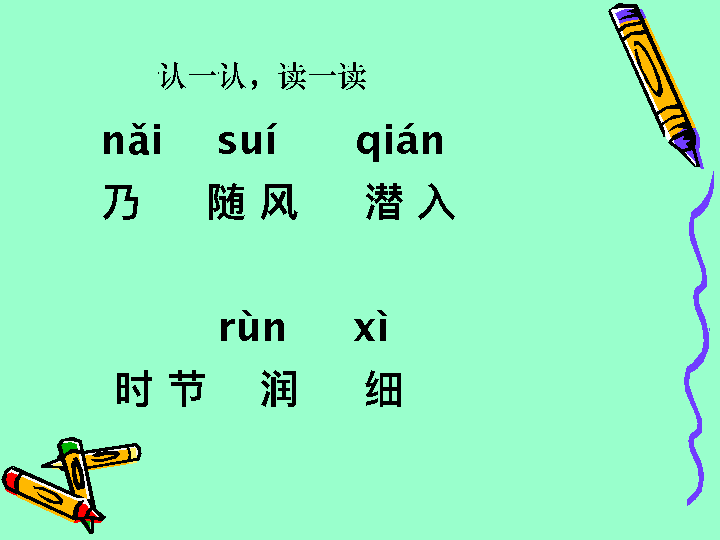 认一认，读一读
nǎi suí qián
乃 随风 潜入
rùn xì
时节 润 细